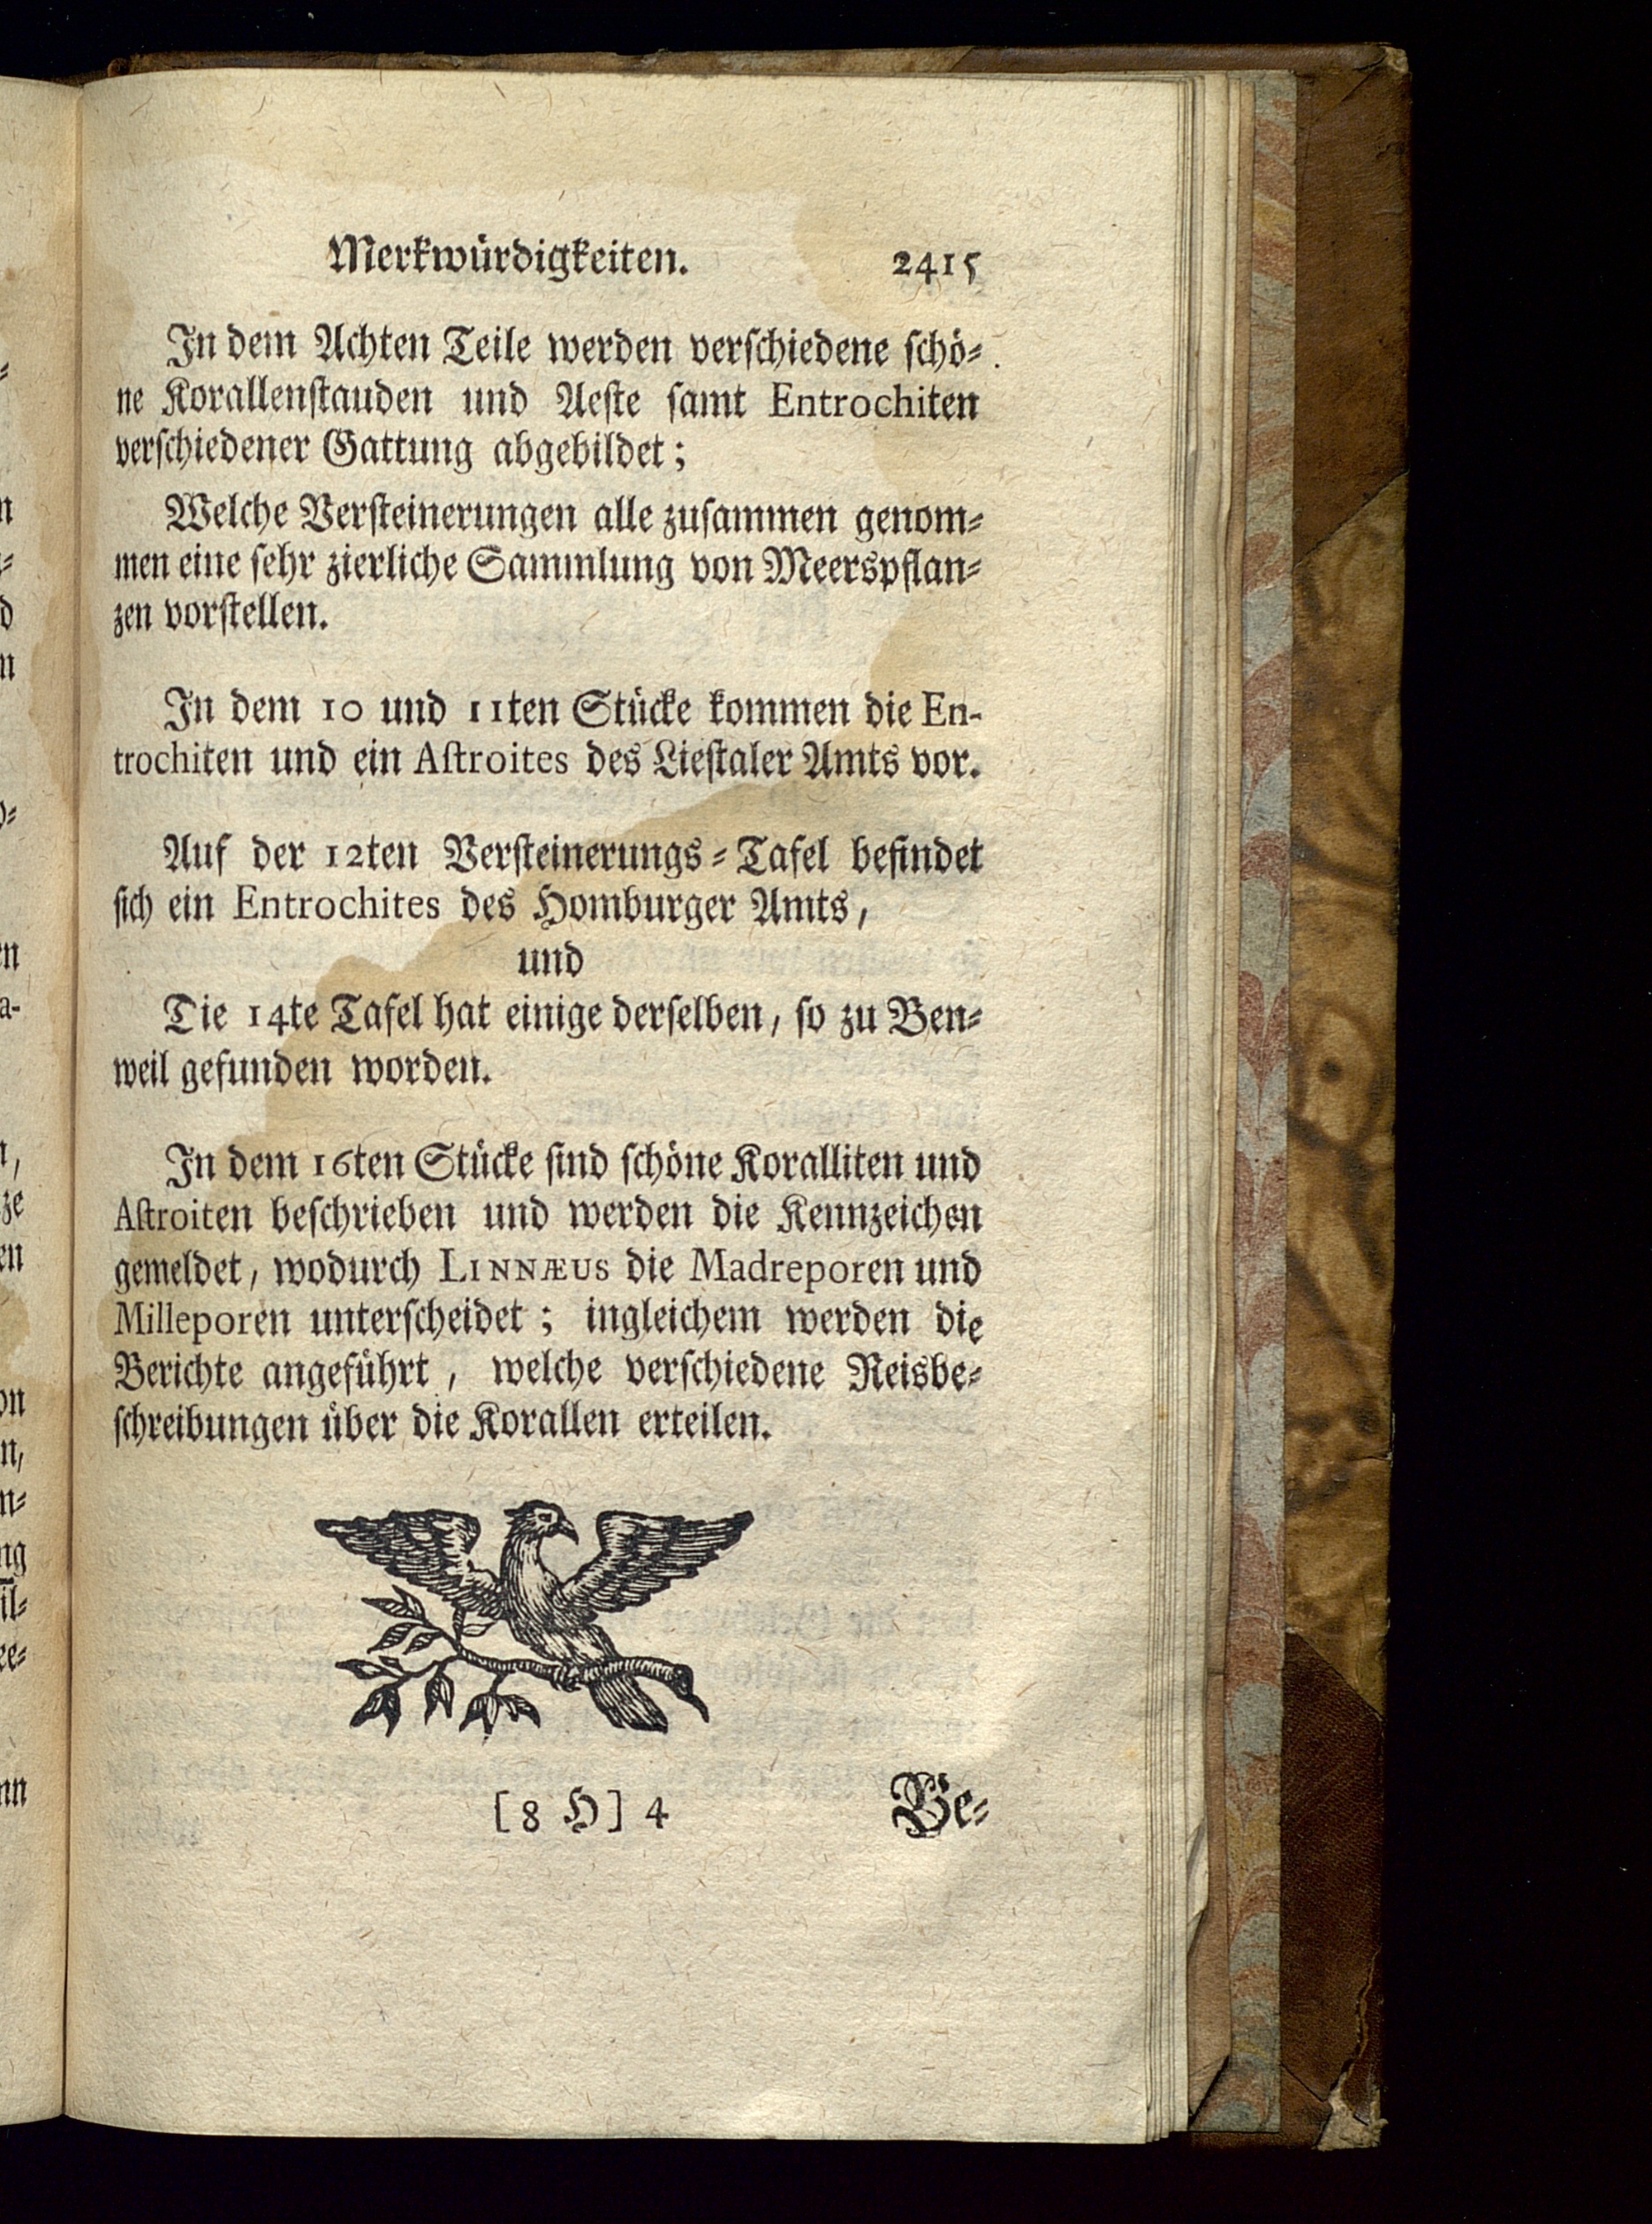 Merkwürdigkeiten. 2415
In dem Achten Teile werden verſchiedene ſchö⸗
ne Korallenſtauden und Aeſte ſamt Entrochiten
verſchiedener Gattung abgebildet;
Welche Verſteinerungen alle zuſammen genom⸗
men eine ſehr zierliche Sammlung von Meerspflan⸗
zen vorſtellen.
In dem 10 und 11ten Stücke kommen die En-
trochiten und ein Aſtroites des Lieſtaler Amts vor.
Auf der 12ten Verſteinerungs⸗Tafel befindet
ſich ein Entrochites des Homburger Amts,
und
Die 14te Tafel hat einige derſelben, ſo zu Ben⸗
weil gefunden worden.
In dem 16ten Stücke ſind ſchöne Koralliten und
Aſtroiten beſchrieben und werden die Kennzeichen
gemeldet, wodurch LINNÆUS die Madreporen und
Milleporen unterſcheidet; ingleichem werden die
Berichte angeführt, welche verſchiedene Reisbe⸗
ſchreibungen über die Korallen erteilen.
[8 H] 4 Be⸗